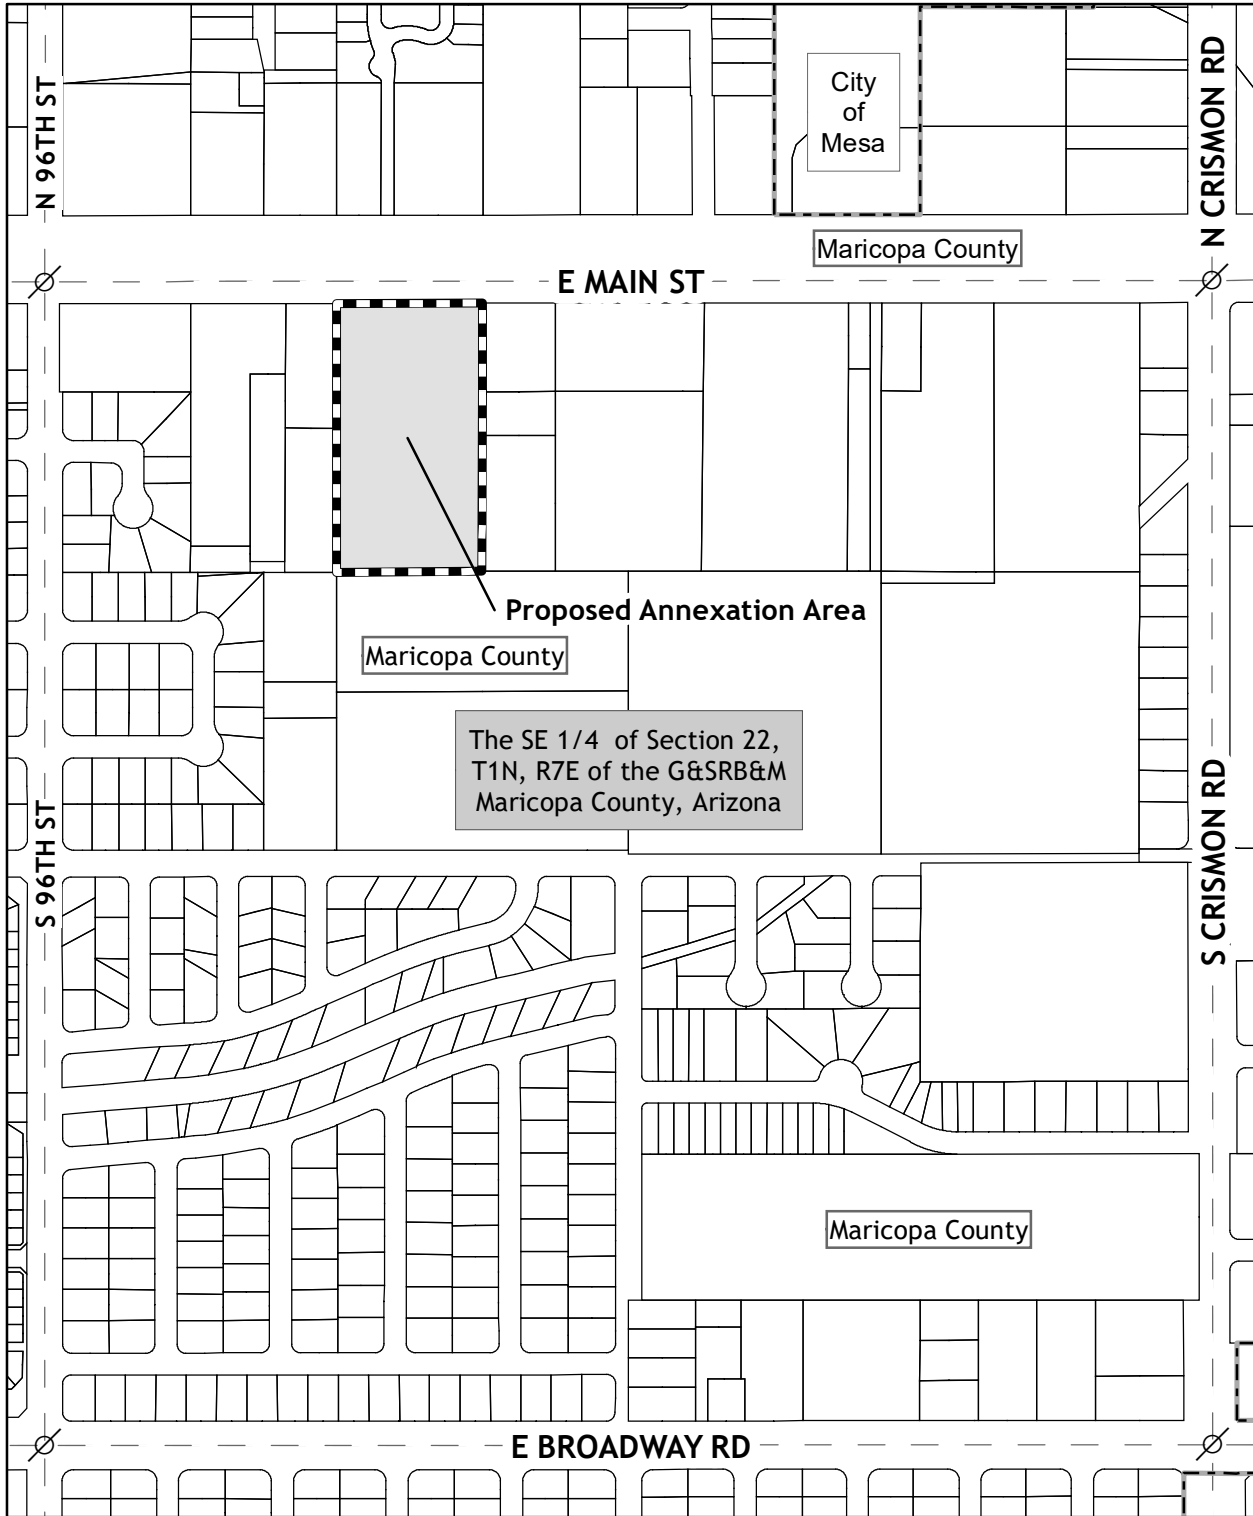 N 96TH ST
City
of
Mesa
N CRISMON RD
Maricopa County
E MAIN ST
Proposed Annexation Area
Maricopa County
The SE 1/4 of Section 22,
T1N, R7E of the G&SRB&M
Maricopa County, Arizona
S 96TH ST
S CRISMON RD
Maricopa County
E BROADWAY RD